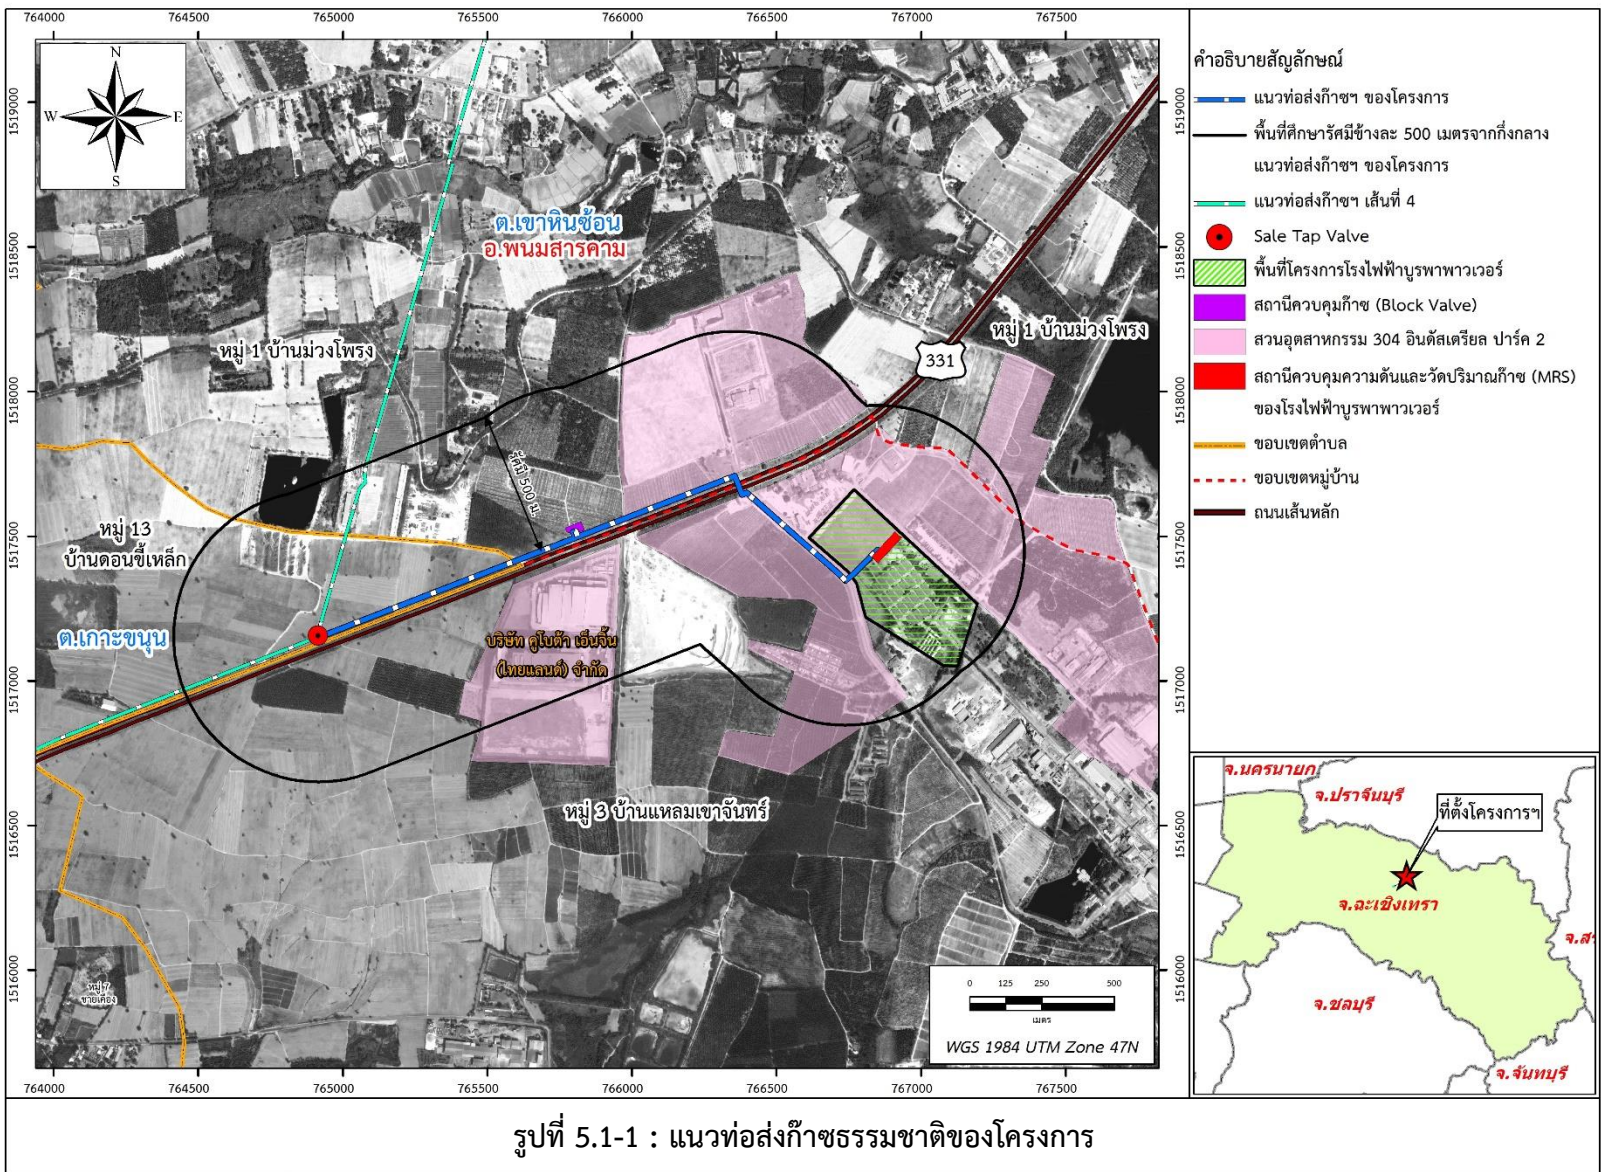 764000 764500 765000 765500 766000 766500 767000 767500
1519000
1518500
1518000
1517500
1517000
1516500
1516000
N
W E
S
ต.เขาหินซ้อน
อ.พนมสารคาม
หมู่ 1 บ้านม่วงโพรง
หมู่ 1 บ้านม่วงโพรง
331
รัศมี 500 ม.
หมู่ 13
บ้านดอนขี้เหล็ก
ต.เกาะขนุน
บริษัท คูโบต้า เอ็นจิ้น
(ไทยแลนด์) จำกัด
หมู่ 3 บ้านแหลมเขาจันทร์
หมู่ 7
0 125 250 500
เมตร
WGS 1984 UTM Zone 47N
1519000
1518500
1518000
1517500
1517000
1516500
1516000
764000 764500 765000 765500 766000 766500 767000 767500
คำอธิบายสัญลักษณ์
แนวท่อส่งก๊าซฯ ของโครงการ
พื้นที่ศึกษารัศมีข้างละ 500 เมตรจากกึ่งกลาง
แนวท่อส่งก๊าซฯ ของโครงการ
แนวท่อส่งก๊าซฯ เส้นที่ 4
Sale Tap Valve
พื้นที่โครงการโรงไฟฟ้าบูรพาพาวเวอร์
สถานีควบคุมก๊าซ (Block Valve)
สวนอุตสาหกรรม 304 อินดัสเตรียล ปาร์ค 2
สถานีควบคุมความดันและวัดปริมาณก๊าซ (MRS)
ของโรงไฟฟ้าบูรพาพาวเวอร์
ขอบเขตตำบล
ขอบเขตหมู่บ้าน
ถนนเส้นหลัก
จ.นครนายก
จ.ปราจีนบุรี
ที่ตั้งโครงการฯ
จ.ฉะเชิงเทรา
จ.ส
จ.ชลบุรี
จ.จันทบุรี
รูปที่ 5.1-1 : แนวท่อส่งก๊าซธรรมชาติของโครงการ